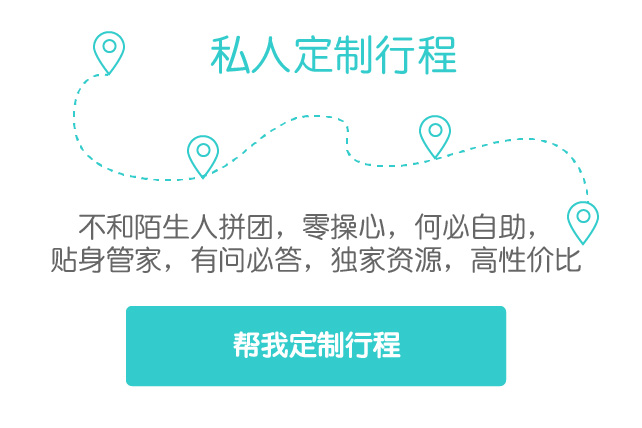 私人定制行程
不和陌生人拼团，零操心，何必自助，
贴身管家，有问必答，独家资源，高性价比
帮我定制行程